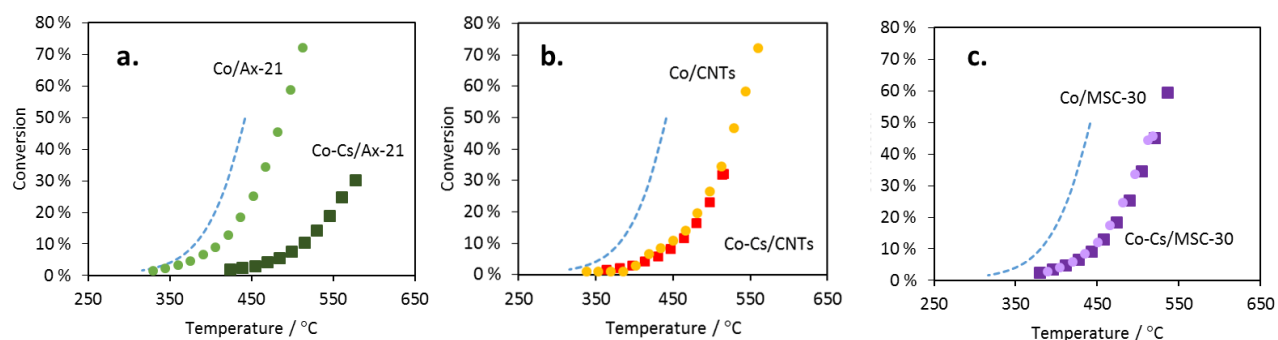 80 %
70 %
60 %
50 %
40 %
30 %
20 %
10 %
0 %
Conversion
a.
Co/Ax-21
Co-Cs/Ax-21
250 350 450 550 650
Temperature / °C
80 %
70 %
60 %
50 %
40 %
30 %
20 %
10 %
0 %
Conversion
b.
Co/CNTs
Co-Cs/CNTs
250 350 450 550 650
Temperature / °C
80 %
70 %
60 %
50 %
40 %
30 %
20 %
10 %
0 %
c.
Co/MSC-30
Co-Cs/MSC-30
250 350 450 550 650
Temperature / °C